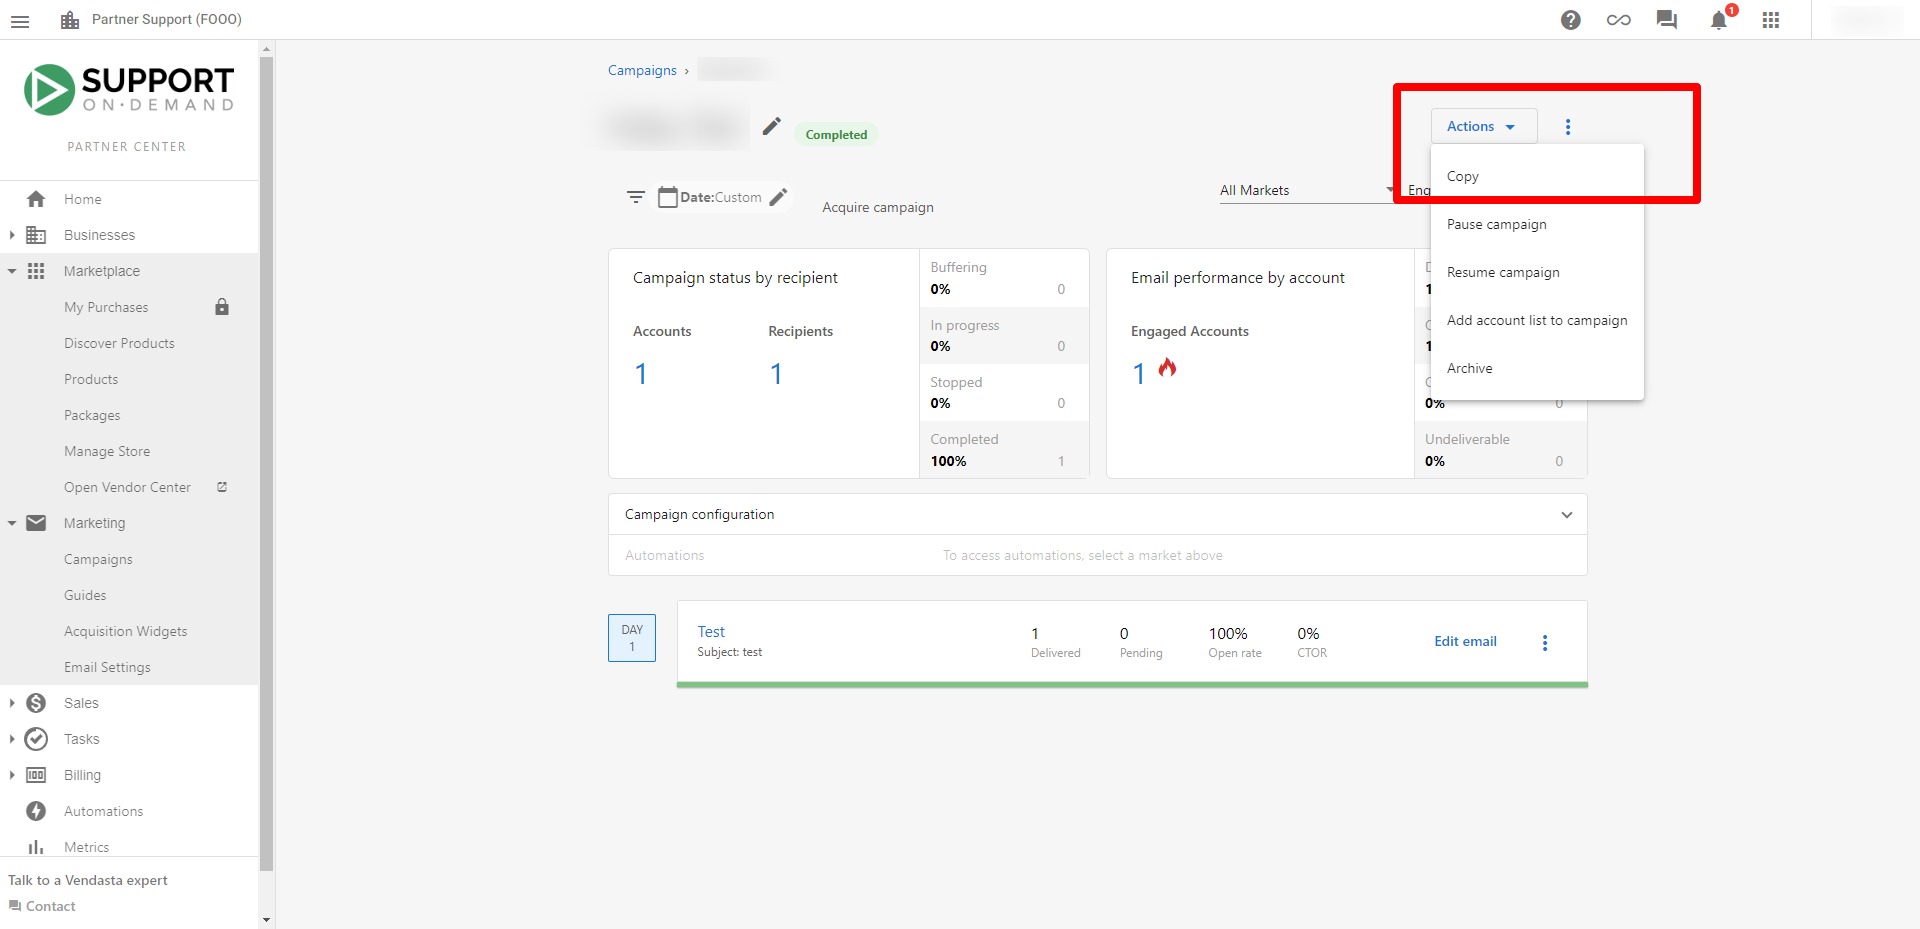 Partner Support (FOOO)
1
SUPPORT
ON·DEMAND
PARTNER CENTER
Home
Businesses
Marketplace
My Purchases
Discover Products
Products
Packages
Manage Store
Open Vendor Center
Marketing
Campaigns
Guides
Acquisition Widgets
Email Settings
Sales
Tasks
Billing
Automations
Metrics
Talk to a Vendasta expert
Contact
Campaigns ›
Completed
Actions
Copy
Pause campaign
Resume campaign
Add account list to campaign
Archive
Date:Custom
Acquire campaign
All Markets
Enq
Campaign status by recipient
Accounts
1
Recipients
1
Buffering
0% 0
In progress
0% 0
Stopped
0% 0
Completed
100% 1
Email performance by account
Engaged Accounts
1
0% 0
Undeliverable
0% 0
Campaign configuration
Automations To access automations, select a market above
DAY
1
Test
Subject: test
1
Delivered
0
Pending
100%
Open rate
0%
CTOR
Edit email